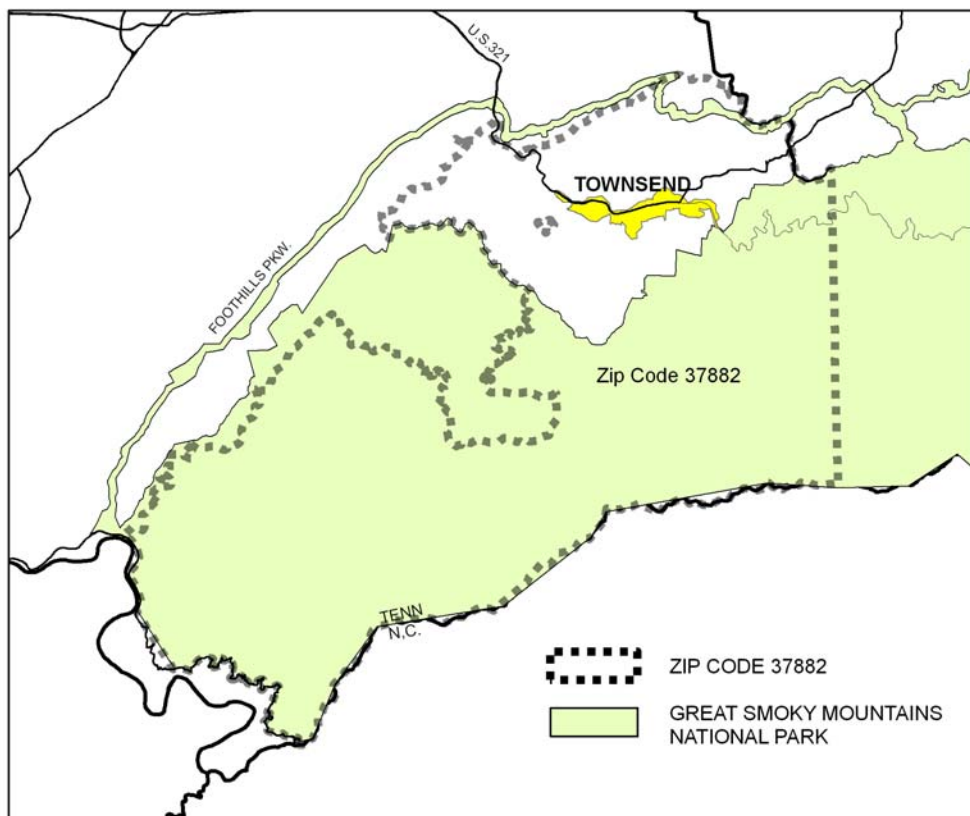 U.S.321
TOWNSEND
FOOTHILLS PKW.
Zip Code 37882
TENN
N,C.
ZIP CODE 37882
GREAT SMOKY MOUNTAINS
NATIONAL PARK